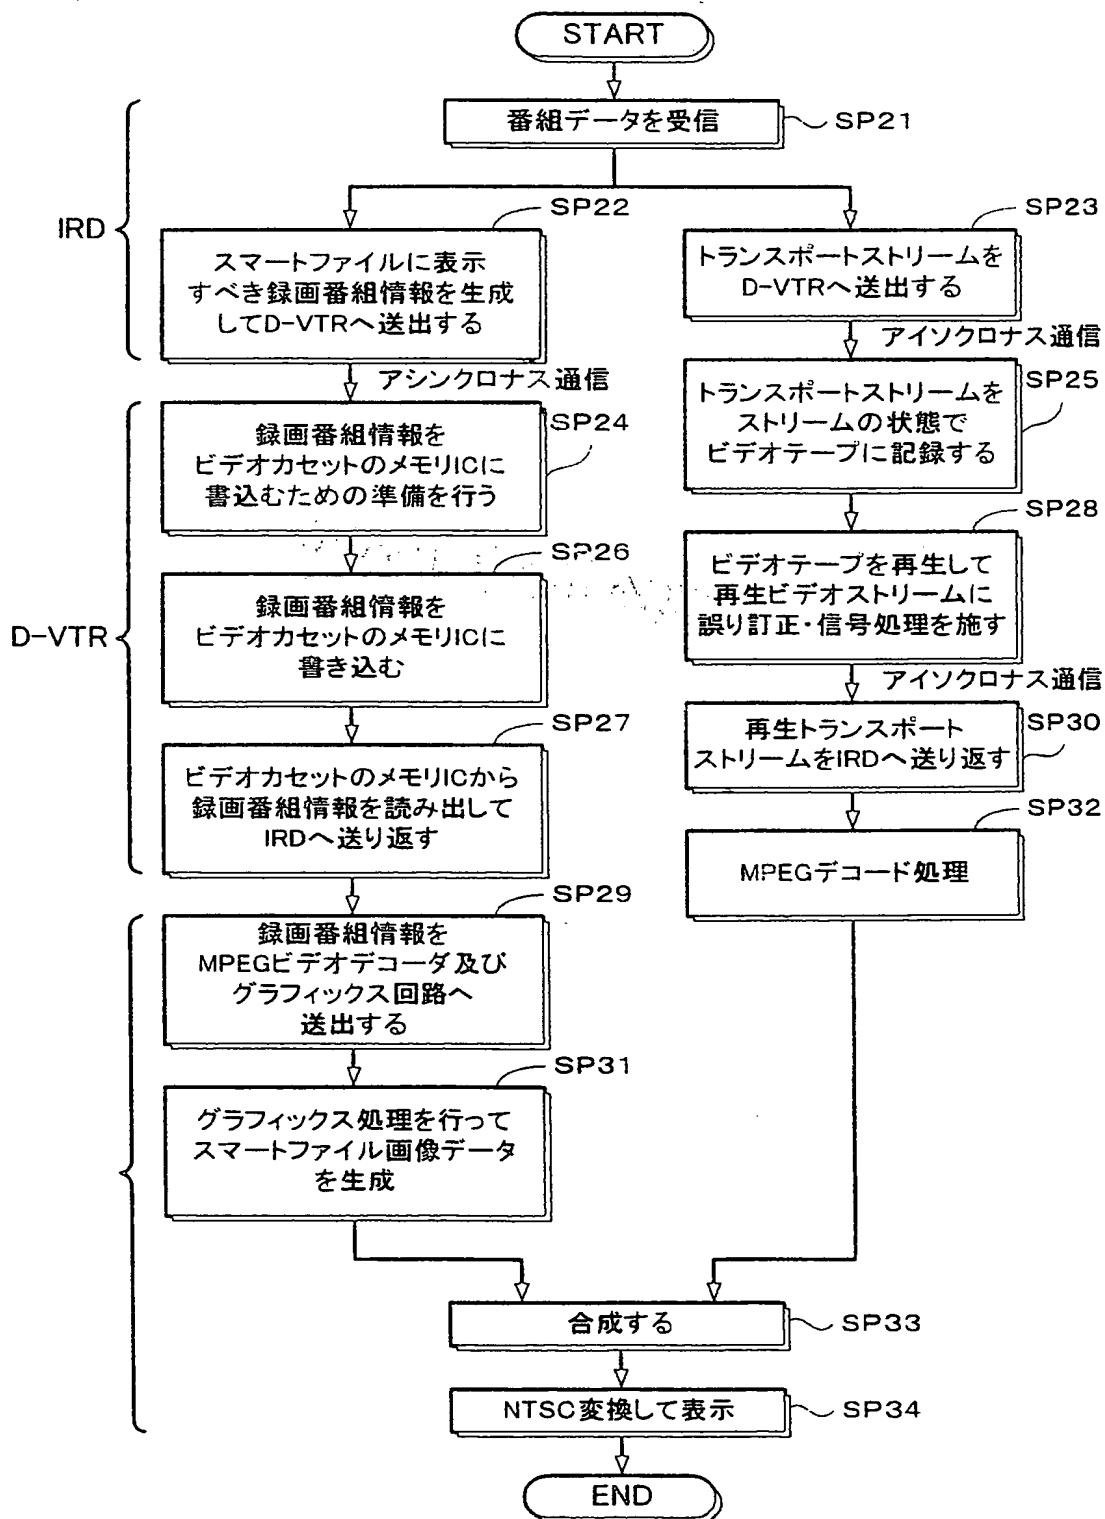 START
番組データを受信
SP21
IRD
SP22
スマートファイルに表示
すべき録画番組情報を生成
してD-VTRへ送出する
SP23
トランスポートストリームを
D-VTRへ送出する
アシンクロナス通信
アイソクロナス通信
D-VTR
SP24
録画番組情報を
ビデオカセットのメモリICに
書込むための準備を行う
SP25
トランスポートストリームを
ストリームの状態で
ビデオテープに記録する
SP26
録画番組情報を
ビデオカセットのメモリICに
書き込む
SP28
ビデオテープを再生して
再生ビデオストリームに
誤り訂正・信号処理を施す
アイソクロナス通信
SP27
ビデオカセットのメモリICから
録画番組情報を読み出して
IRDへ送り返す
SP30
再生トランスポート
ストリームをIRDへ送り返す
SP29
録画番組情報を
MPEGビデオデコーダ及び
グラフィックス回路へ
送出する
SP32
MPEGデコード処理
SP31
グラフィックス処理を行って
スマートファイル画像データ
を生成
合成する
SP33
NTSC変換して表示
SP34
END